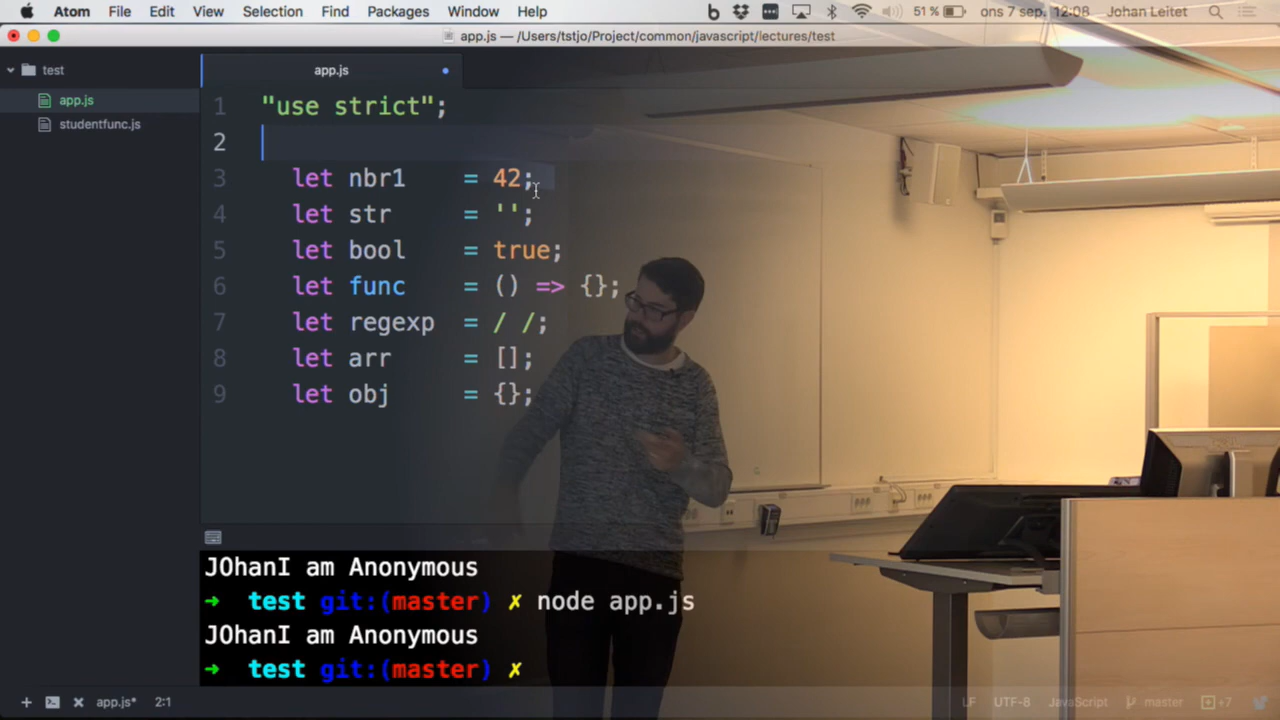 Atom File Edit View Selection Find Packages Window Help 51 % ons 7 sep. 12:08 Johan Leitet
app.js — /Users/tstjo/Project/common/javascript/lectures/test
test
app.js
studentfunc.js
app.js
1 "use strict";
2
3 let nbr1 = 42;
4 let str = '';
5 let bool = true;
6 let func = () => {};
7 let regexp = / /;
8 let arr = [];
9 let obj = {};
JOhanI am Anonymous
➜ test git:(master) ✗ node app.js
JOhanI am Anonymous
➜ test git:(master) ✗
app.js* 2:1 LF UTF-8 JavaScript master +7